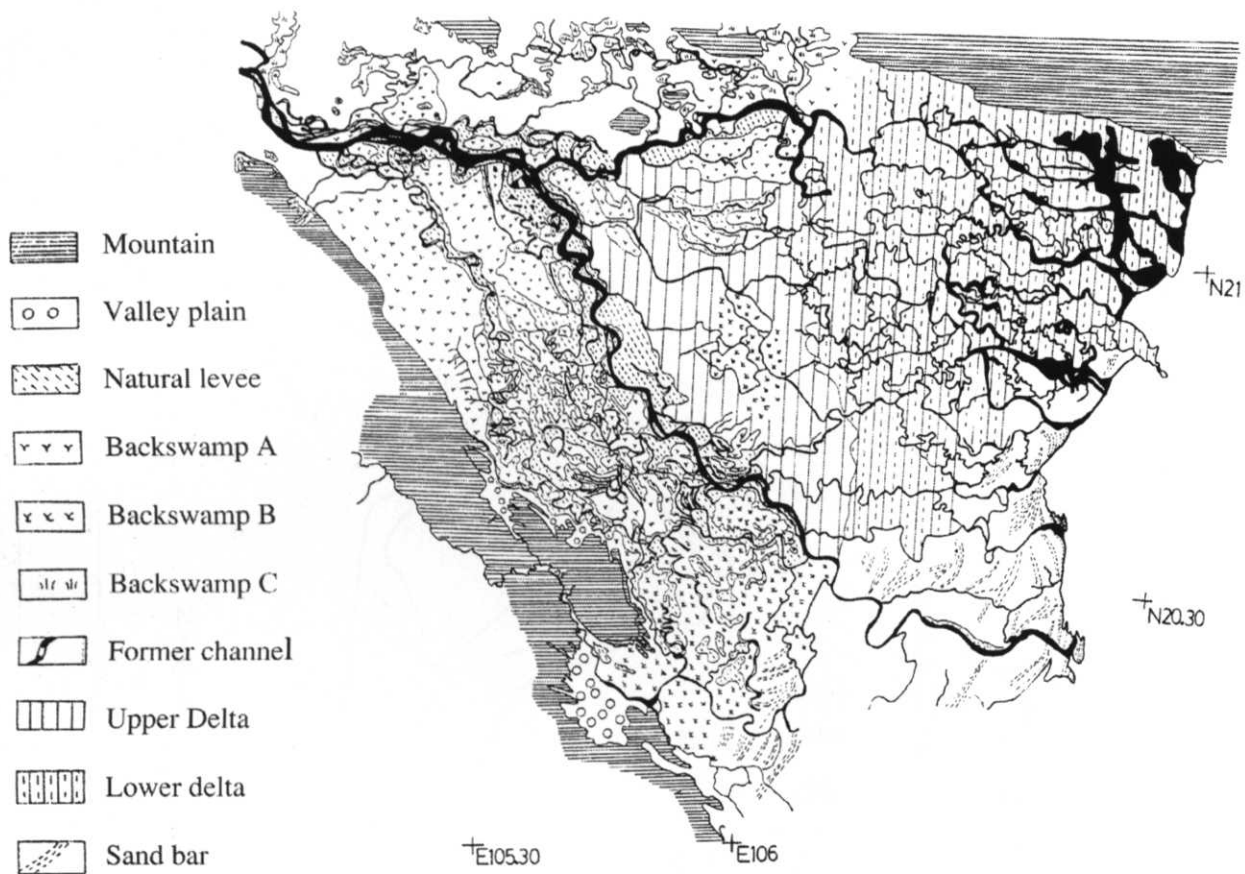 Mountain
Valley plain
Natural levee
Backswamp A
Backswamp B
Backswamp C
Former channel
Upper Delta
Lower delta
Sand bar
N21
N20.30
E105.30
E106